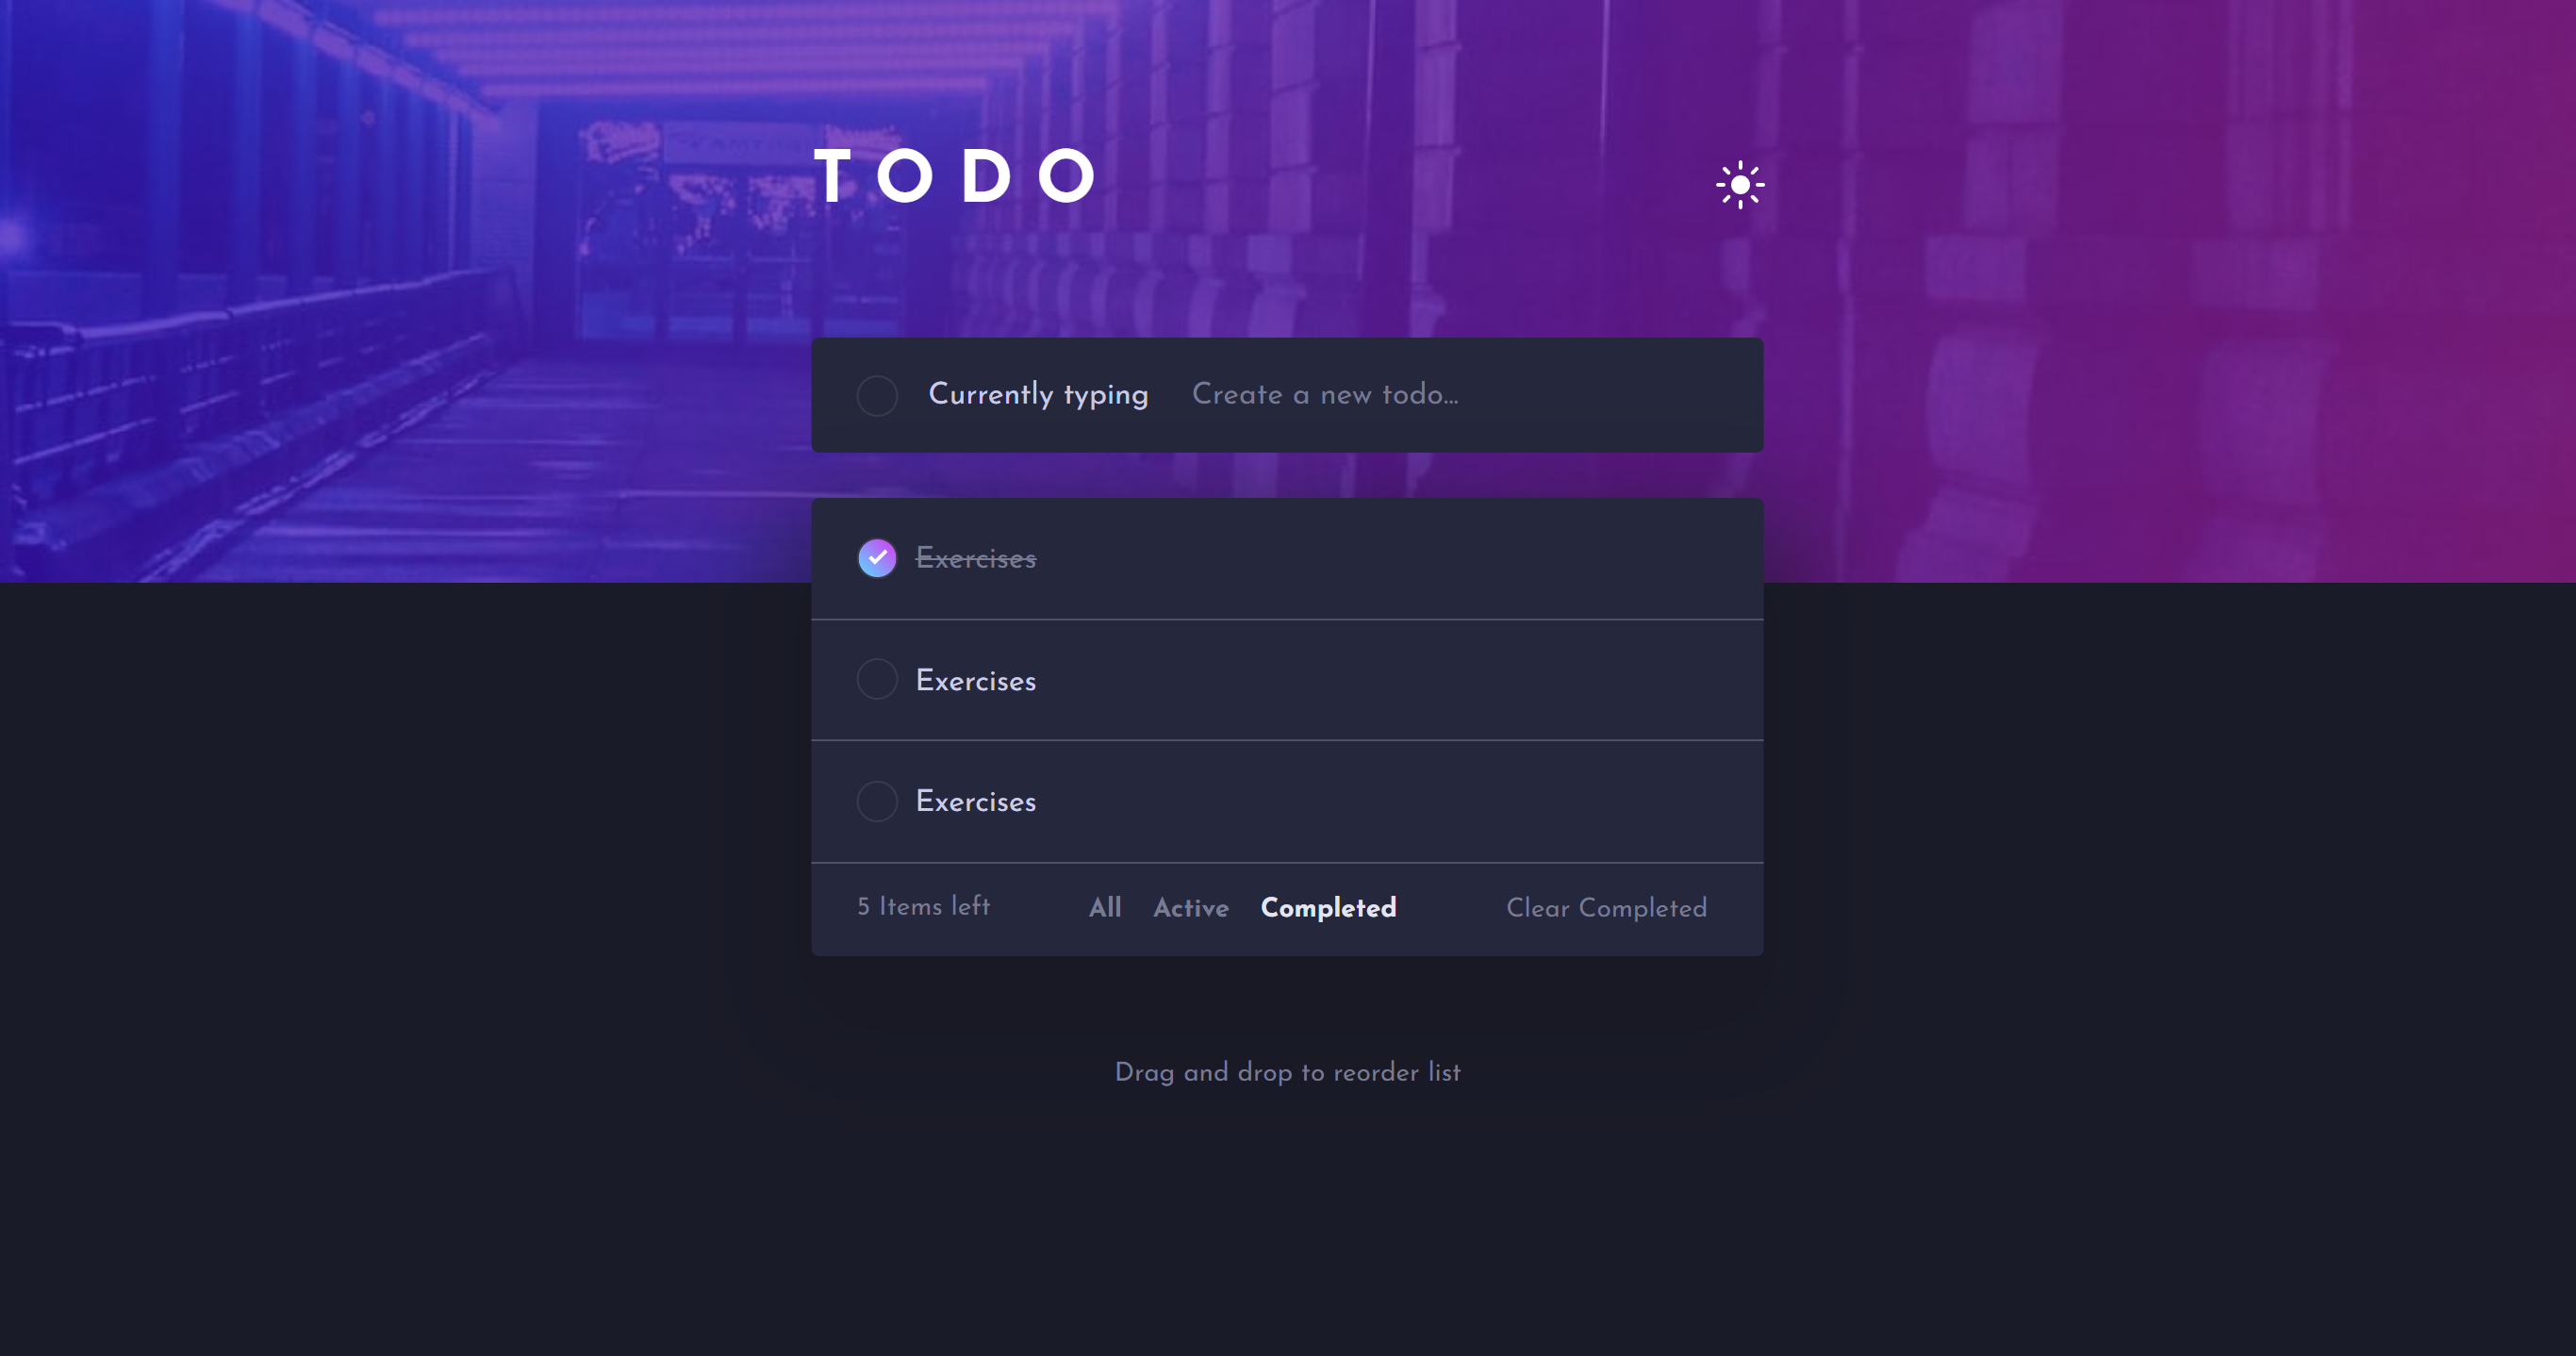 TODO
Currently typing Create a new todo...
Exercises
Exercises
Exercises
5 Items left All Active Completed Clear Completed
Drag and drop to reorder list